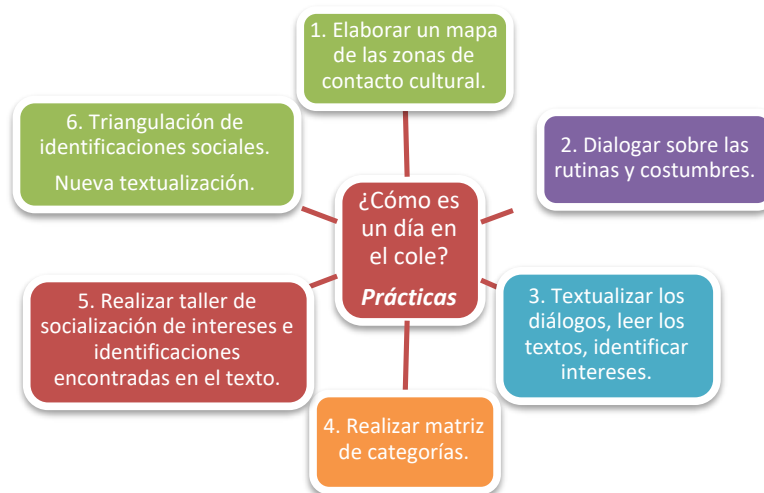 1. Elaborar un mapa
de las zonas de
contacto cultural.
6. Triangulación de
identificaciones sociales.
Nueva textualización.
2. Dialogar sobre las
rutinas y costumbres.
¿Cómo es
un día en
el cole?
Prácticas
5. Realizar taller de
socialización de intereses e
identificaciones
encontradas en el texto.
3. Textualizar los
diálogos, leer los
textos, identificar
intereses.
4. Realizar matriz
de categorías.